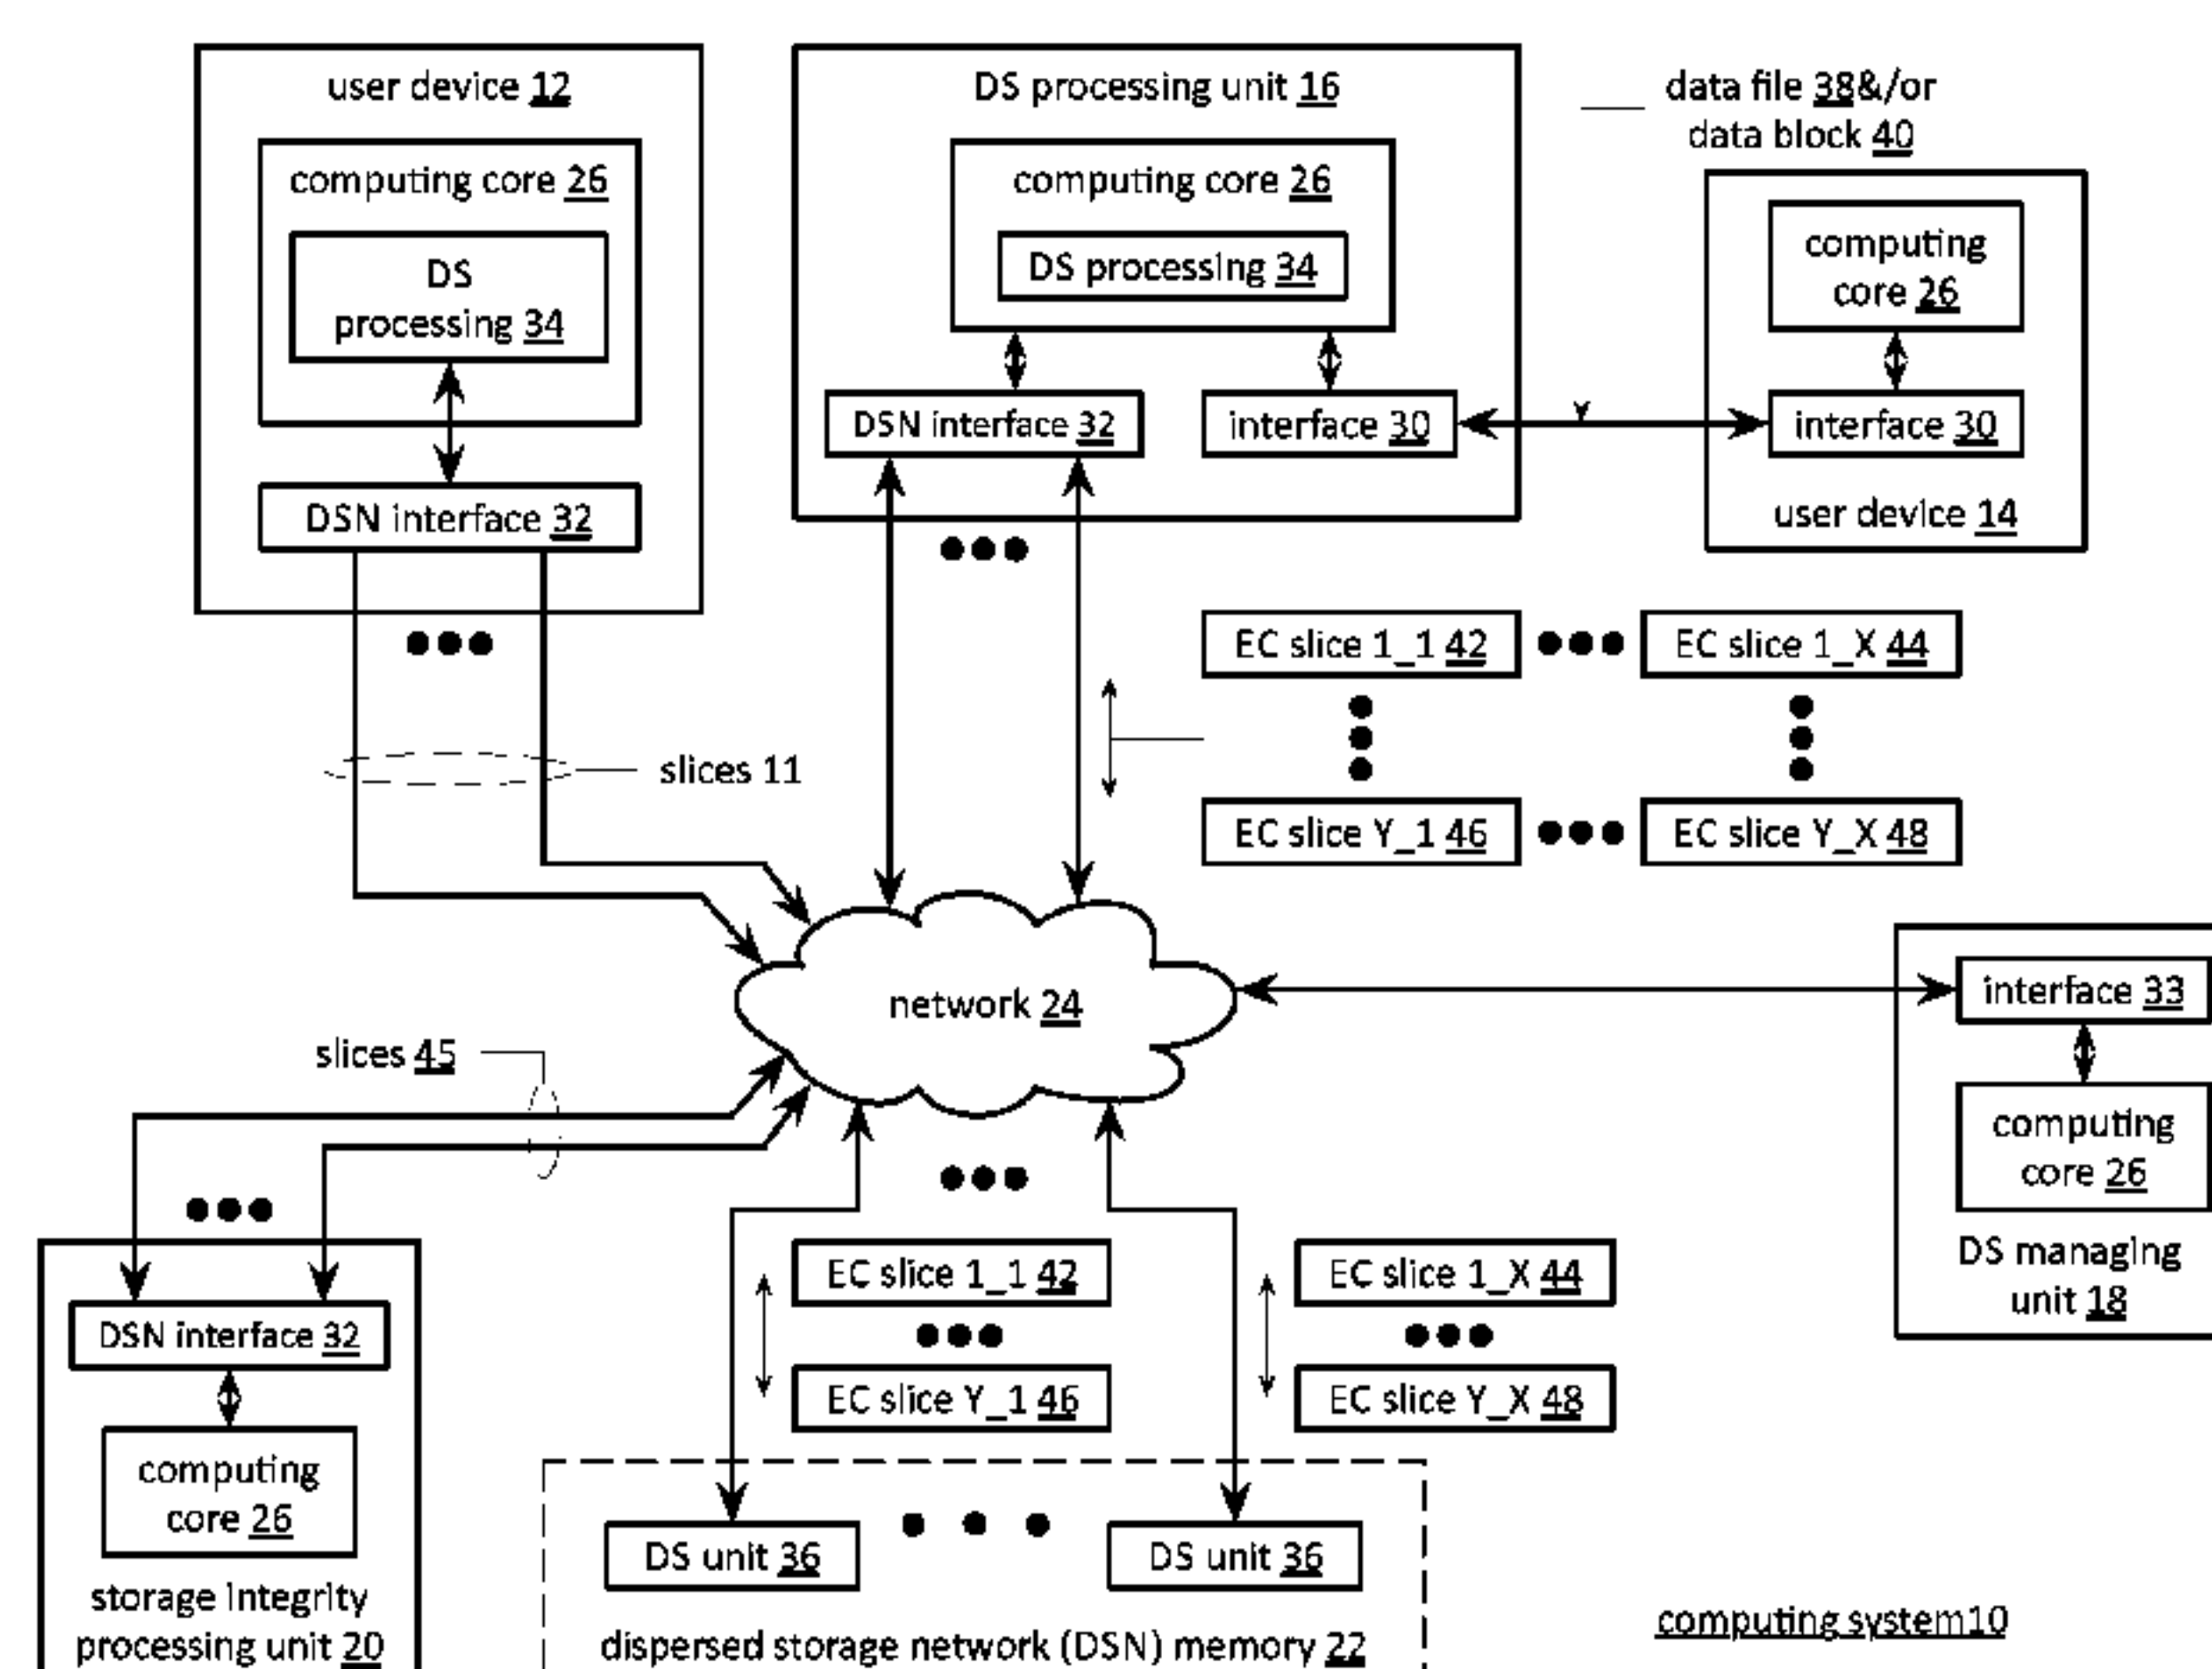 user device 12
computing core 26
DS
processing 34
DSN interface 32
DS processing unit 16
computing core 26
DS processing 34
DSN interface 32
interface 30
data file 38&/or
data block 40
computing
core 26
interface 30
user device 14
EC slice 1_1 42
EC slice 1_X 44
EC slice Y_1 46
EC slice Y_X 48
slices 11
network 24
interface 33
computing
core 26
DS managing
unit 18
slices 45
DSN interface 32
computing
core 26
storage integrity
processing unit 20
EC slice 1_1 42
EC slice Y_1 46
EC slice 1_X 44
EC slice Y_X 48
DS unit 36
DS unit 36
dispersed storage network (DSN) memory 22
computing system10